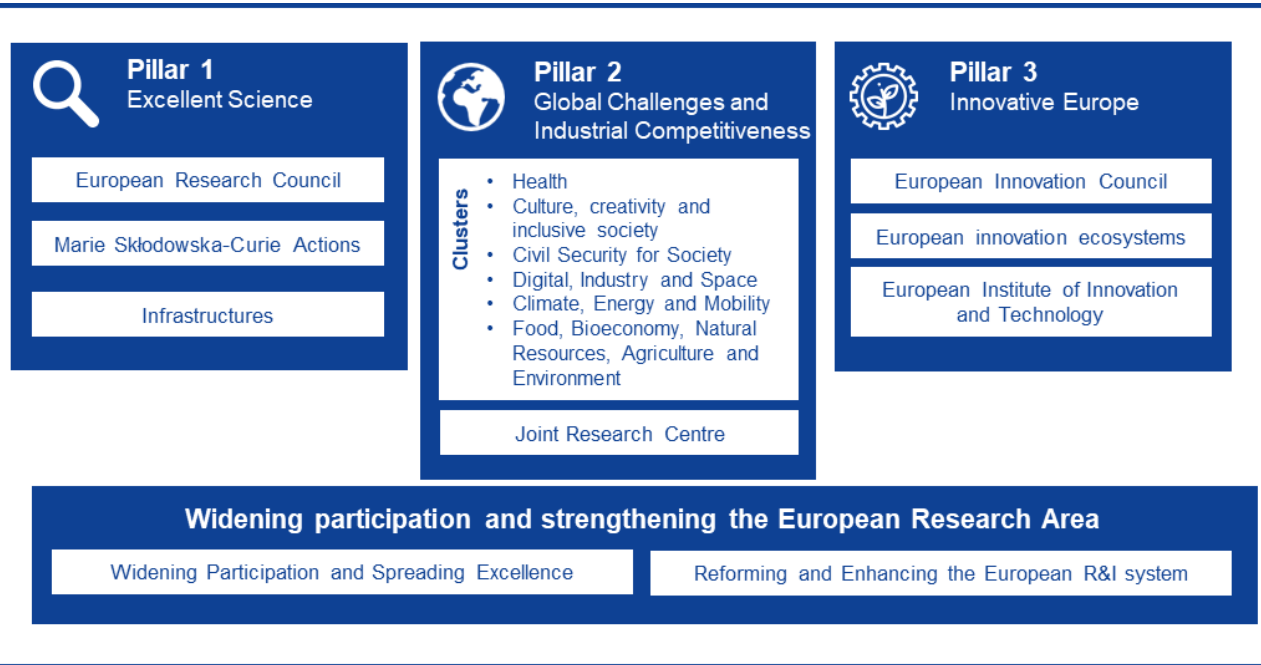 Pillar 1
Excellent Science
European Research Council
Marie Skłodowska-Curie Actions
Infrastructures
Pillar 2
Global Challenges and
Industrial Competitiveness
Clusters
• Health
• Culture, creativity and
inclusive society
• Civil Security for Society
• Digital, Industry and Space
• Climate, Energy and Mobility
• Food, Bioeconomy, Natural
Resources, Agriculture and
Environment
Joint Research Centre
Pillar 3
Innovative Europe
European Innovation Council
European innovation ecosystems
European Institute of Innovation
and Technology
Widening participation and strengthening the European Research Area
Widening Participation and Spreading Excellence
Reforming and Enhancing the European R&I system